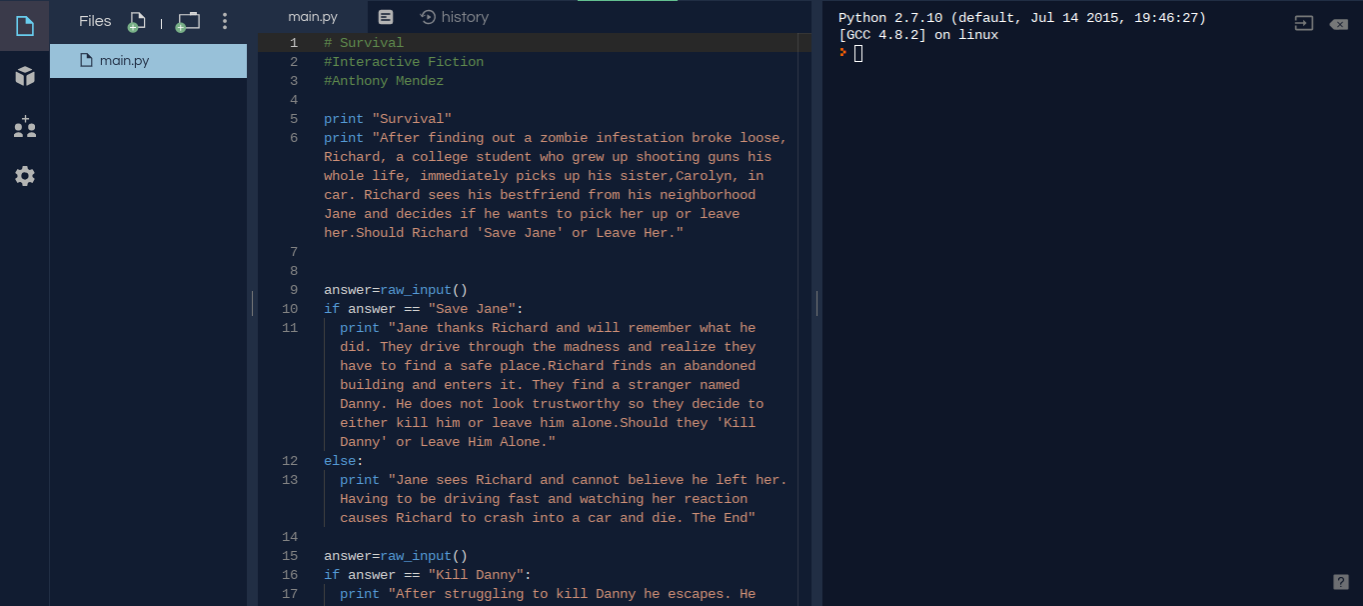 Files
main.py
main.py
history
1 # Survival
2 #Interactive Fiction
3 #Anthony Mendez
4
5 print "Survival"
6 print "After finding out a zombie infestation broke loose,
Richard, a college student who grew up shooting guns his
whole life, immediately picks up his sister,Carolyn, in
car. Richard sees his bestfriend from his neighborhood
Jane and decides if he wants to pick her up or leave
her.Should Richard 'Save Jane' or Leave Her."
7
8
9 answer=raw_input()
10 if answer == "Save Jane":
11 print "Jane thanks Richard and will remember what he
did. They drive through the madness and realize they
have to find a safe place.Richard finds an abandoned
building and enters it. They find a stranger named
Danny. He does not look trustworthy so they decide to
either kill him or leave him alone.Should they 'Kill
Danny' or Leave Him Alone."
12 else:
13 print "Jane sees Richard and cannot believe he left her.
Having to be driving fast and watching her reaction
causes Richard to crash into a car and die. The End"
14
15 answer=raw_input()
16 if answer == "Kill Danny":
17 print "After struggling to kill Danny he escapes. He
Python 2.7.10 (default, Jul 14 2015, 19:46:27)
[GCC 4.8.2] on linux
?